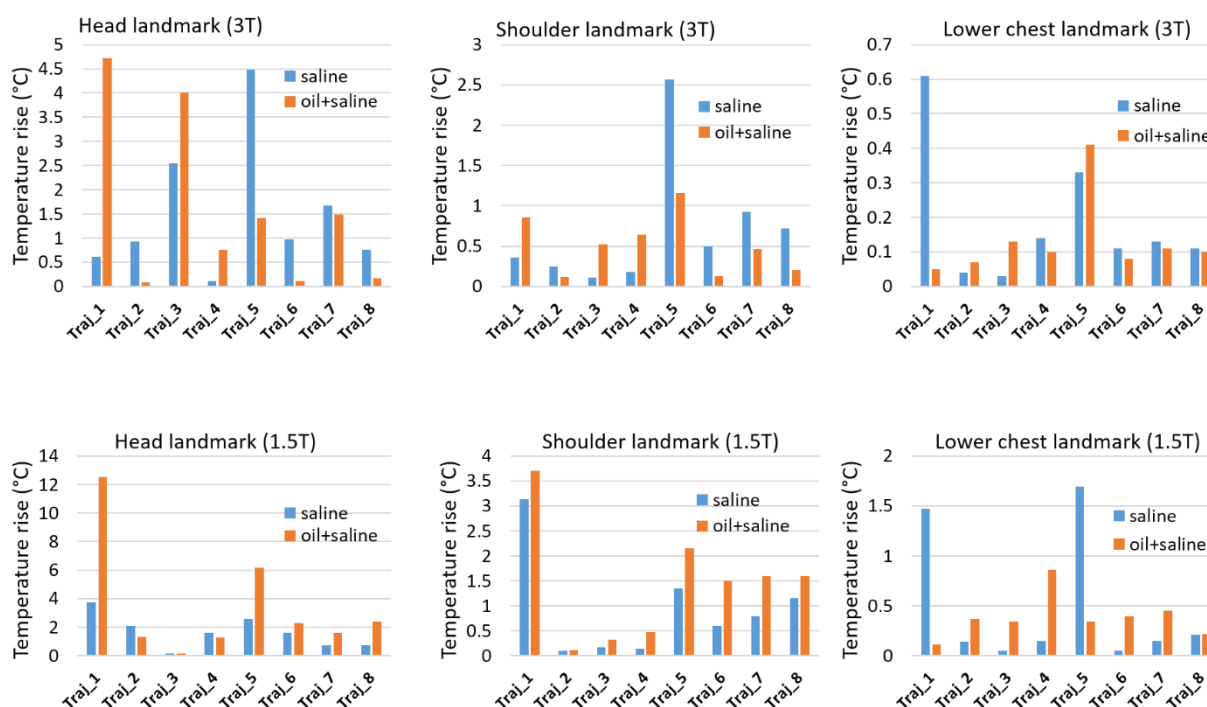 Head landmark (3T)
Temperature rise (°C)
5
4.5
4
3.5
3
2.5
2
1.5
1
0.5
0
saline
oil+saline
Traj_1 Traj_2 Traj_3 Traj_4 Traj_5 Traj_6 Traj_7 Traj_8
Shoulder landmark (3T)
Temperature rise (°C)
3
2.5
2
1.5
1
0.5
0
saline
oil+saline
Traj_1 Traj_2 Traj_3 Traj_4 Traj_5 Traj_6 Traj_7 Traj_8
Lower chest landmark (3T)
Temperature rise (°C)
0.7
0.6
0.5
0.4
0.3
0.2
0.1
0
saline
oil+saline
Traj_1 Traj_2 Traj_3 Traj_4 Traj_5 Traj_6 Traj_7 Traj_8
Head landmark (1.5T)
Temperature rise (°C)
14
12
10
8
6
4
2
0
saline
oil+saline
Traj_1 Traj_2 Traj_3 Traj_4 Traj_5 Traj_6 Traj_7 Traj_8
Shoulder landmark (1.5T)
Temperature rise (°C)
4
3.5
3
2.5
2
1.5
1
0.5
0
saline
oil+saline
Traj_1 Traj_2 Traj_3 Traj_4 Traj_5 Traj_6 Traj_7 Traj_8
Lower chest landmark (1.5T)
Temperature rise (°C)
2
1.5
1
0.5
0
saline
oil+saline
Traj_1 Traj_2 Traj_3 Traj_4 Traj_5 Traj_6 Traj_7 Traj_8